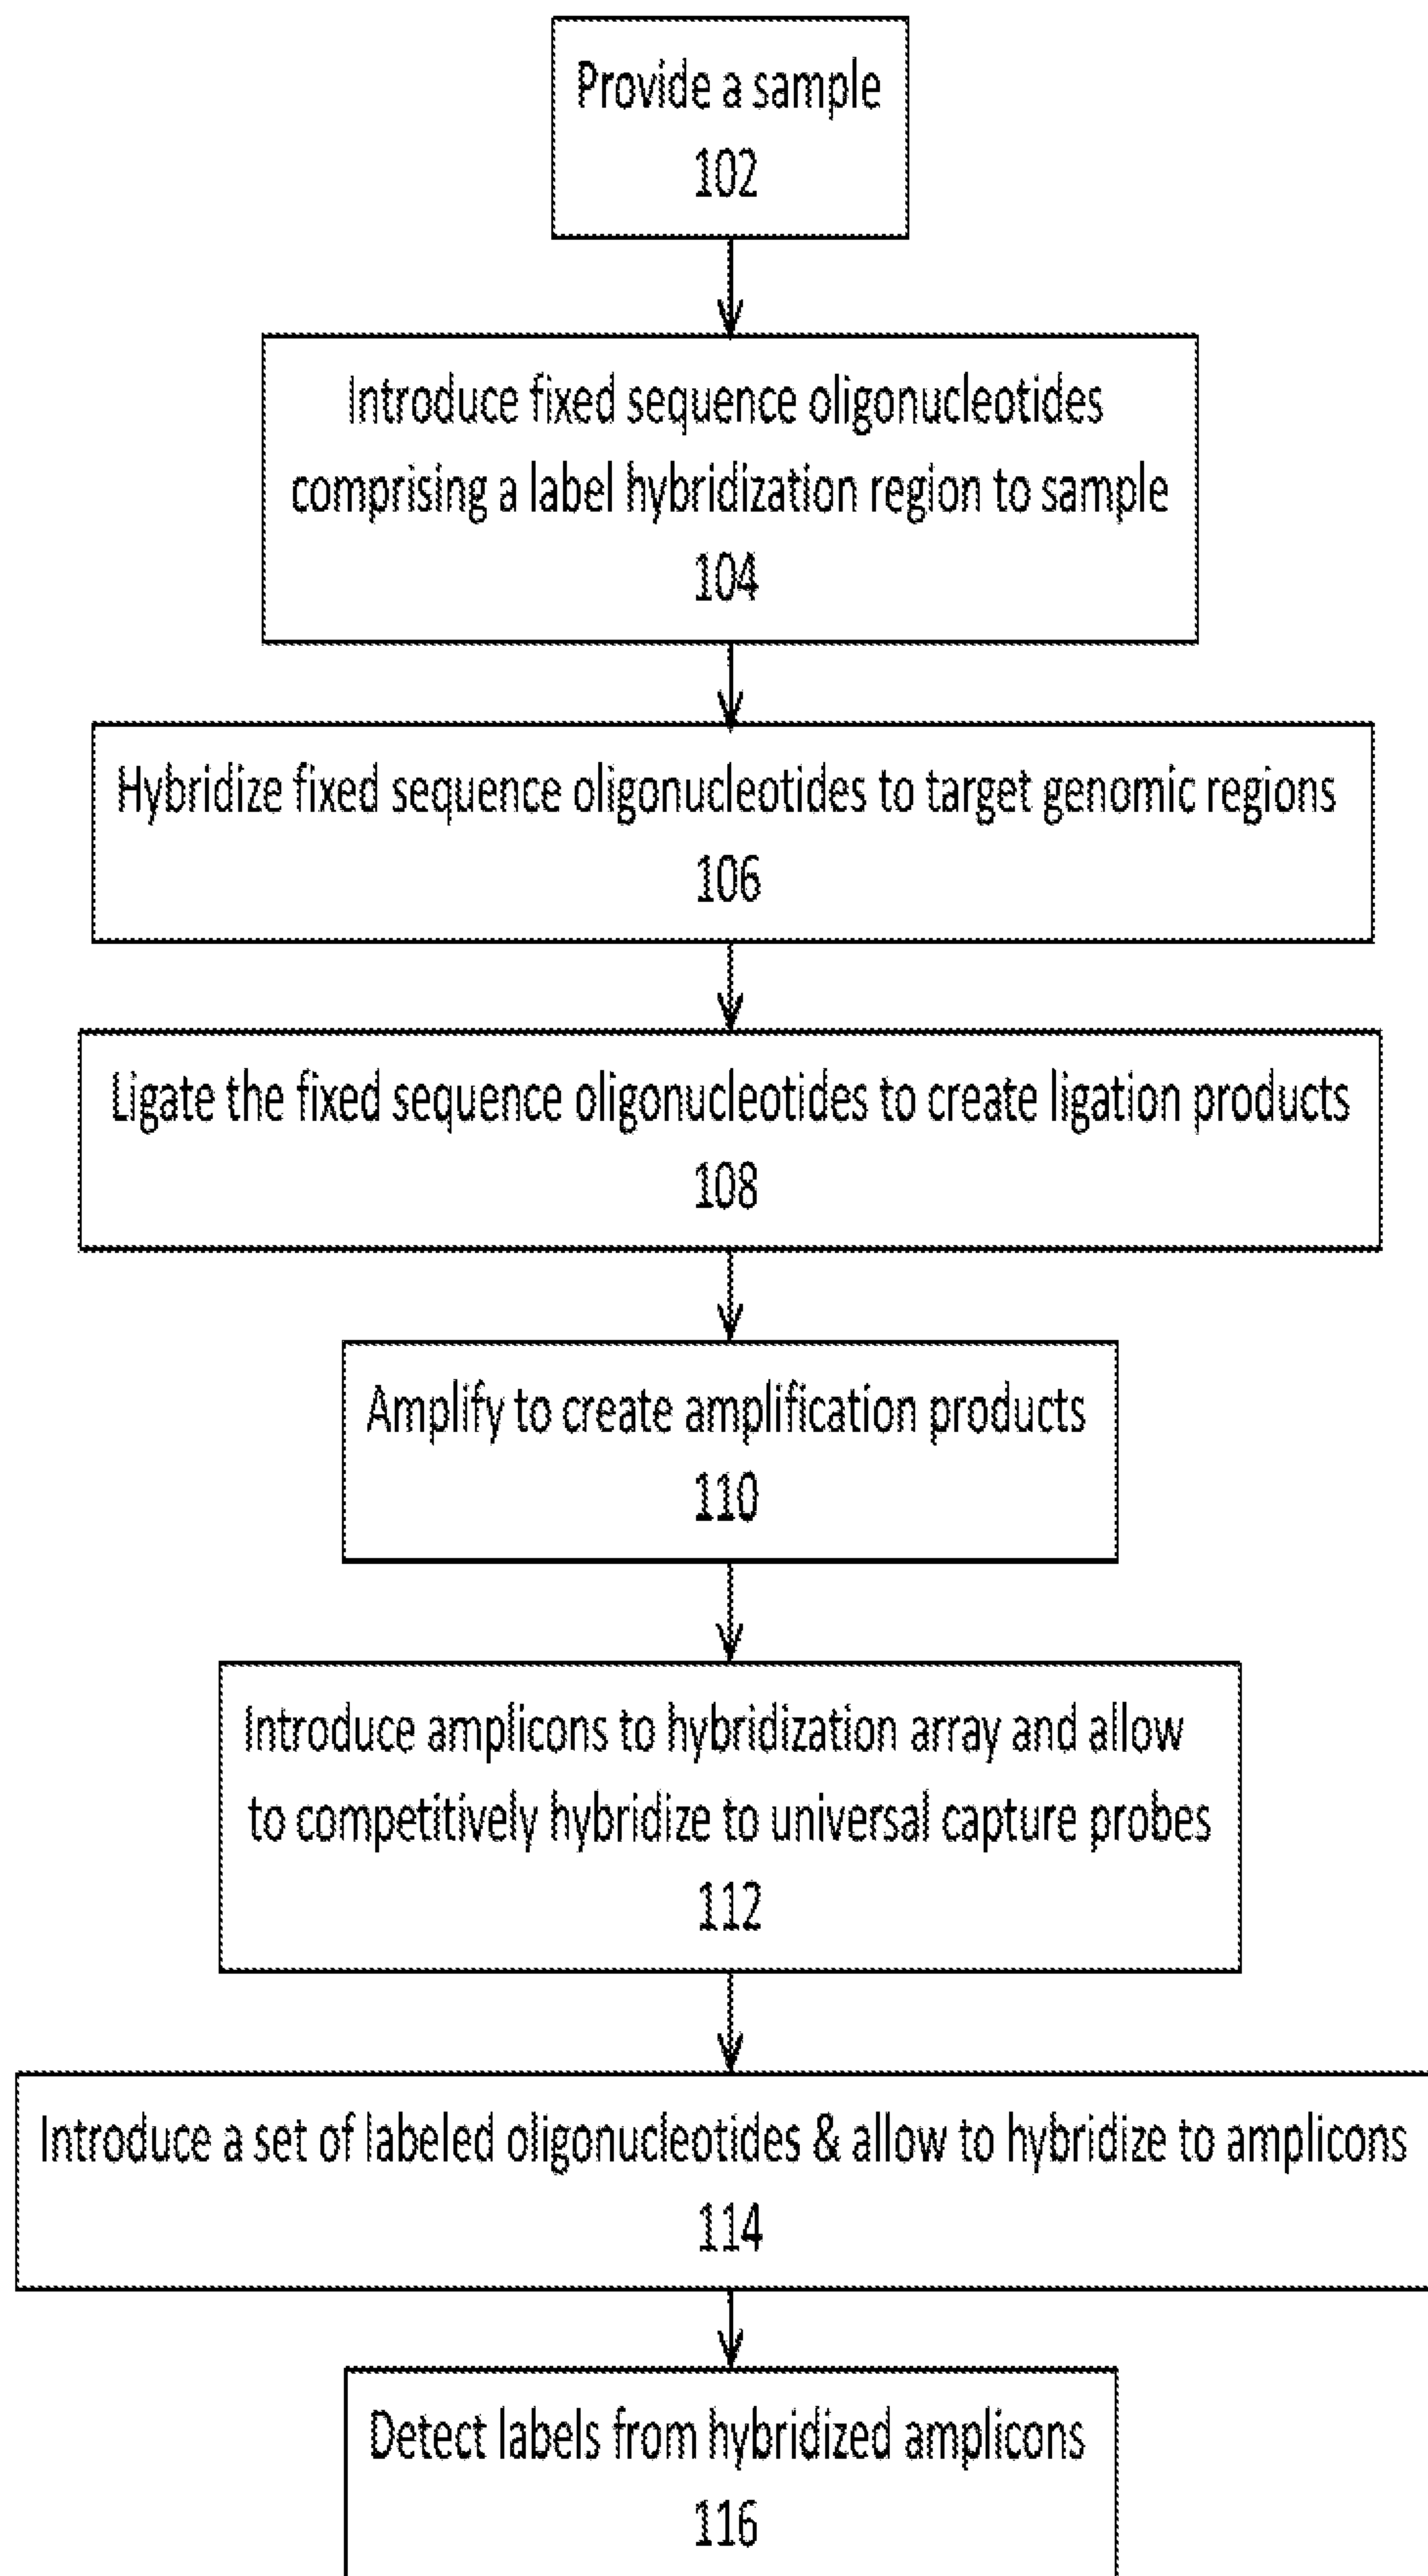 Provide a sample
102
Introduce fixed sequence oligonucleotides
comprising a label hybridization region to sample
104
Hybridize fixed sequence oligonucleotides to target genomic regions
106
Ligate the fixed sequence oligonucleotides to create ligation products
108
Amplify to create amplification products
110
Introduce amplicons to hybridization array and allow
to competitively hybridize to universal capture probes
112
Introduce a set of labeled oligonucleotides & allow to hybridize to amplicons
114
Detect labels from hybridized amplicons
116